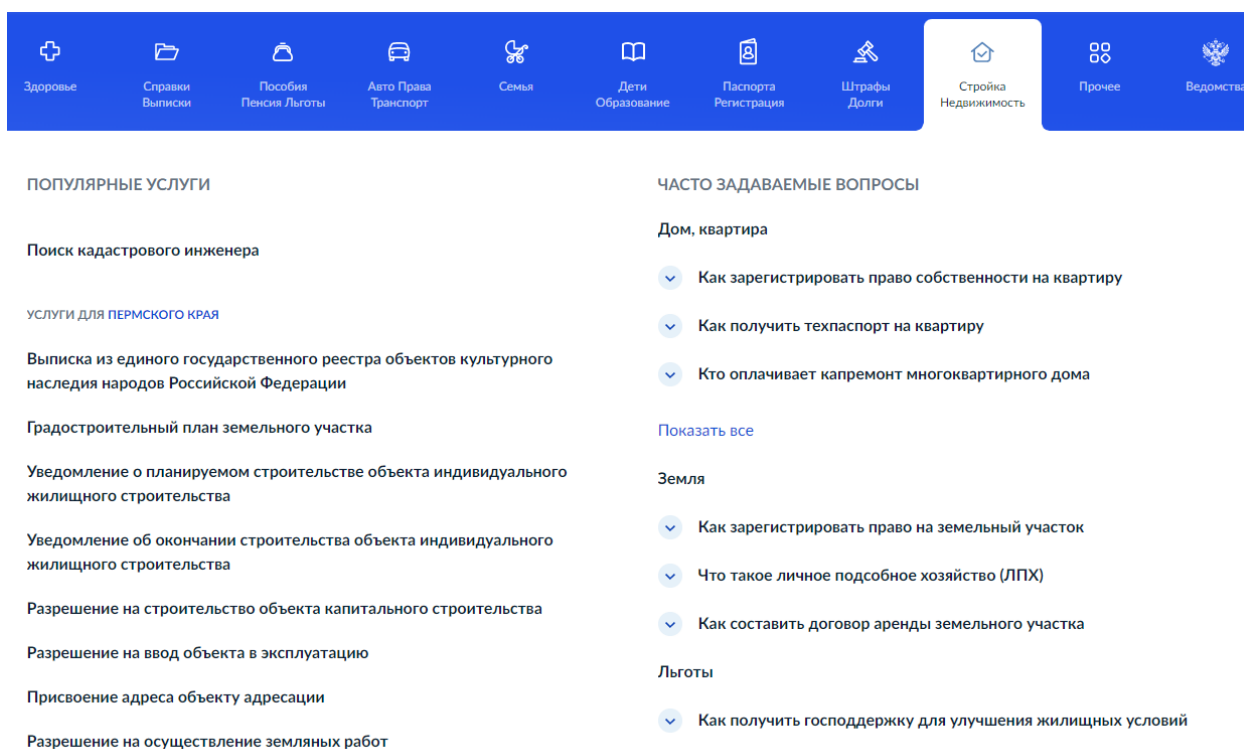 Здоровье
Справки
Выписки
Пособия
Пенсия Льготы
Авто Права
Транспорт
Семья
Дети
Образование
Паспорта
Регистрация
Штрафы
Долги
Стройка
Недвижимость
Прочее
Ведомства
ПОПУЛЯРНЫЕ УСЛУГИ
Поиск кадастрового инженера
УСЛУГИ ДЛЯ ПЕРМСКОГО КРАЯ
Выписка из единого государственного реестра объектов культурного
наследия народов Российской Федерации
Градостроительный план земельного участка
Уведомление о планируемом строительстве объекта индивидуального
жилищного строительства
Уведомление об окончании строительства объекта индивидуального
жилищного строительства
Разрешение на строительство объекта капитального строительства
Разрешение на ввод объекта в эксплуатацию
Присвоение адреса объекту адресации
Разрешение на осуществление земляных работ
ЧАСТО ЗАДАВАЕМЫЕ ВОПРОСЫ
Дом, квартира
Как зарегистрировать право собственности на квартиру
Как получить техпаспорт на квартиру
Кто оплачивает капремонт многоквартирного дома
Показать все
Земля
Как зарегистрировать право на земельный участок
Что такое личное подсобное хозяйство (ЛПХ)
Как составить договор аренды земельного участка
Льготы
Как получить господдержку для улучшения жилищных условий